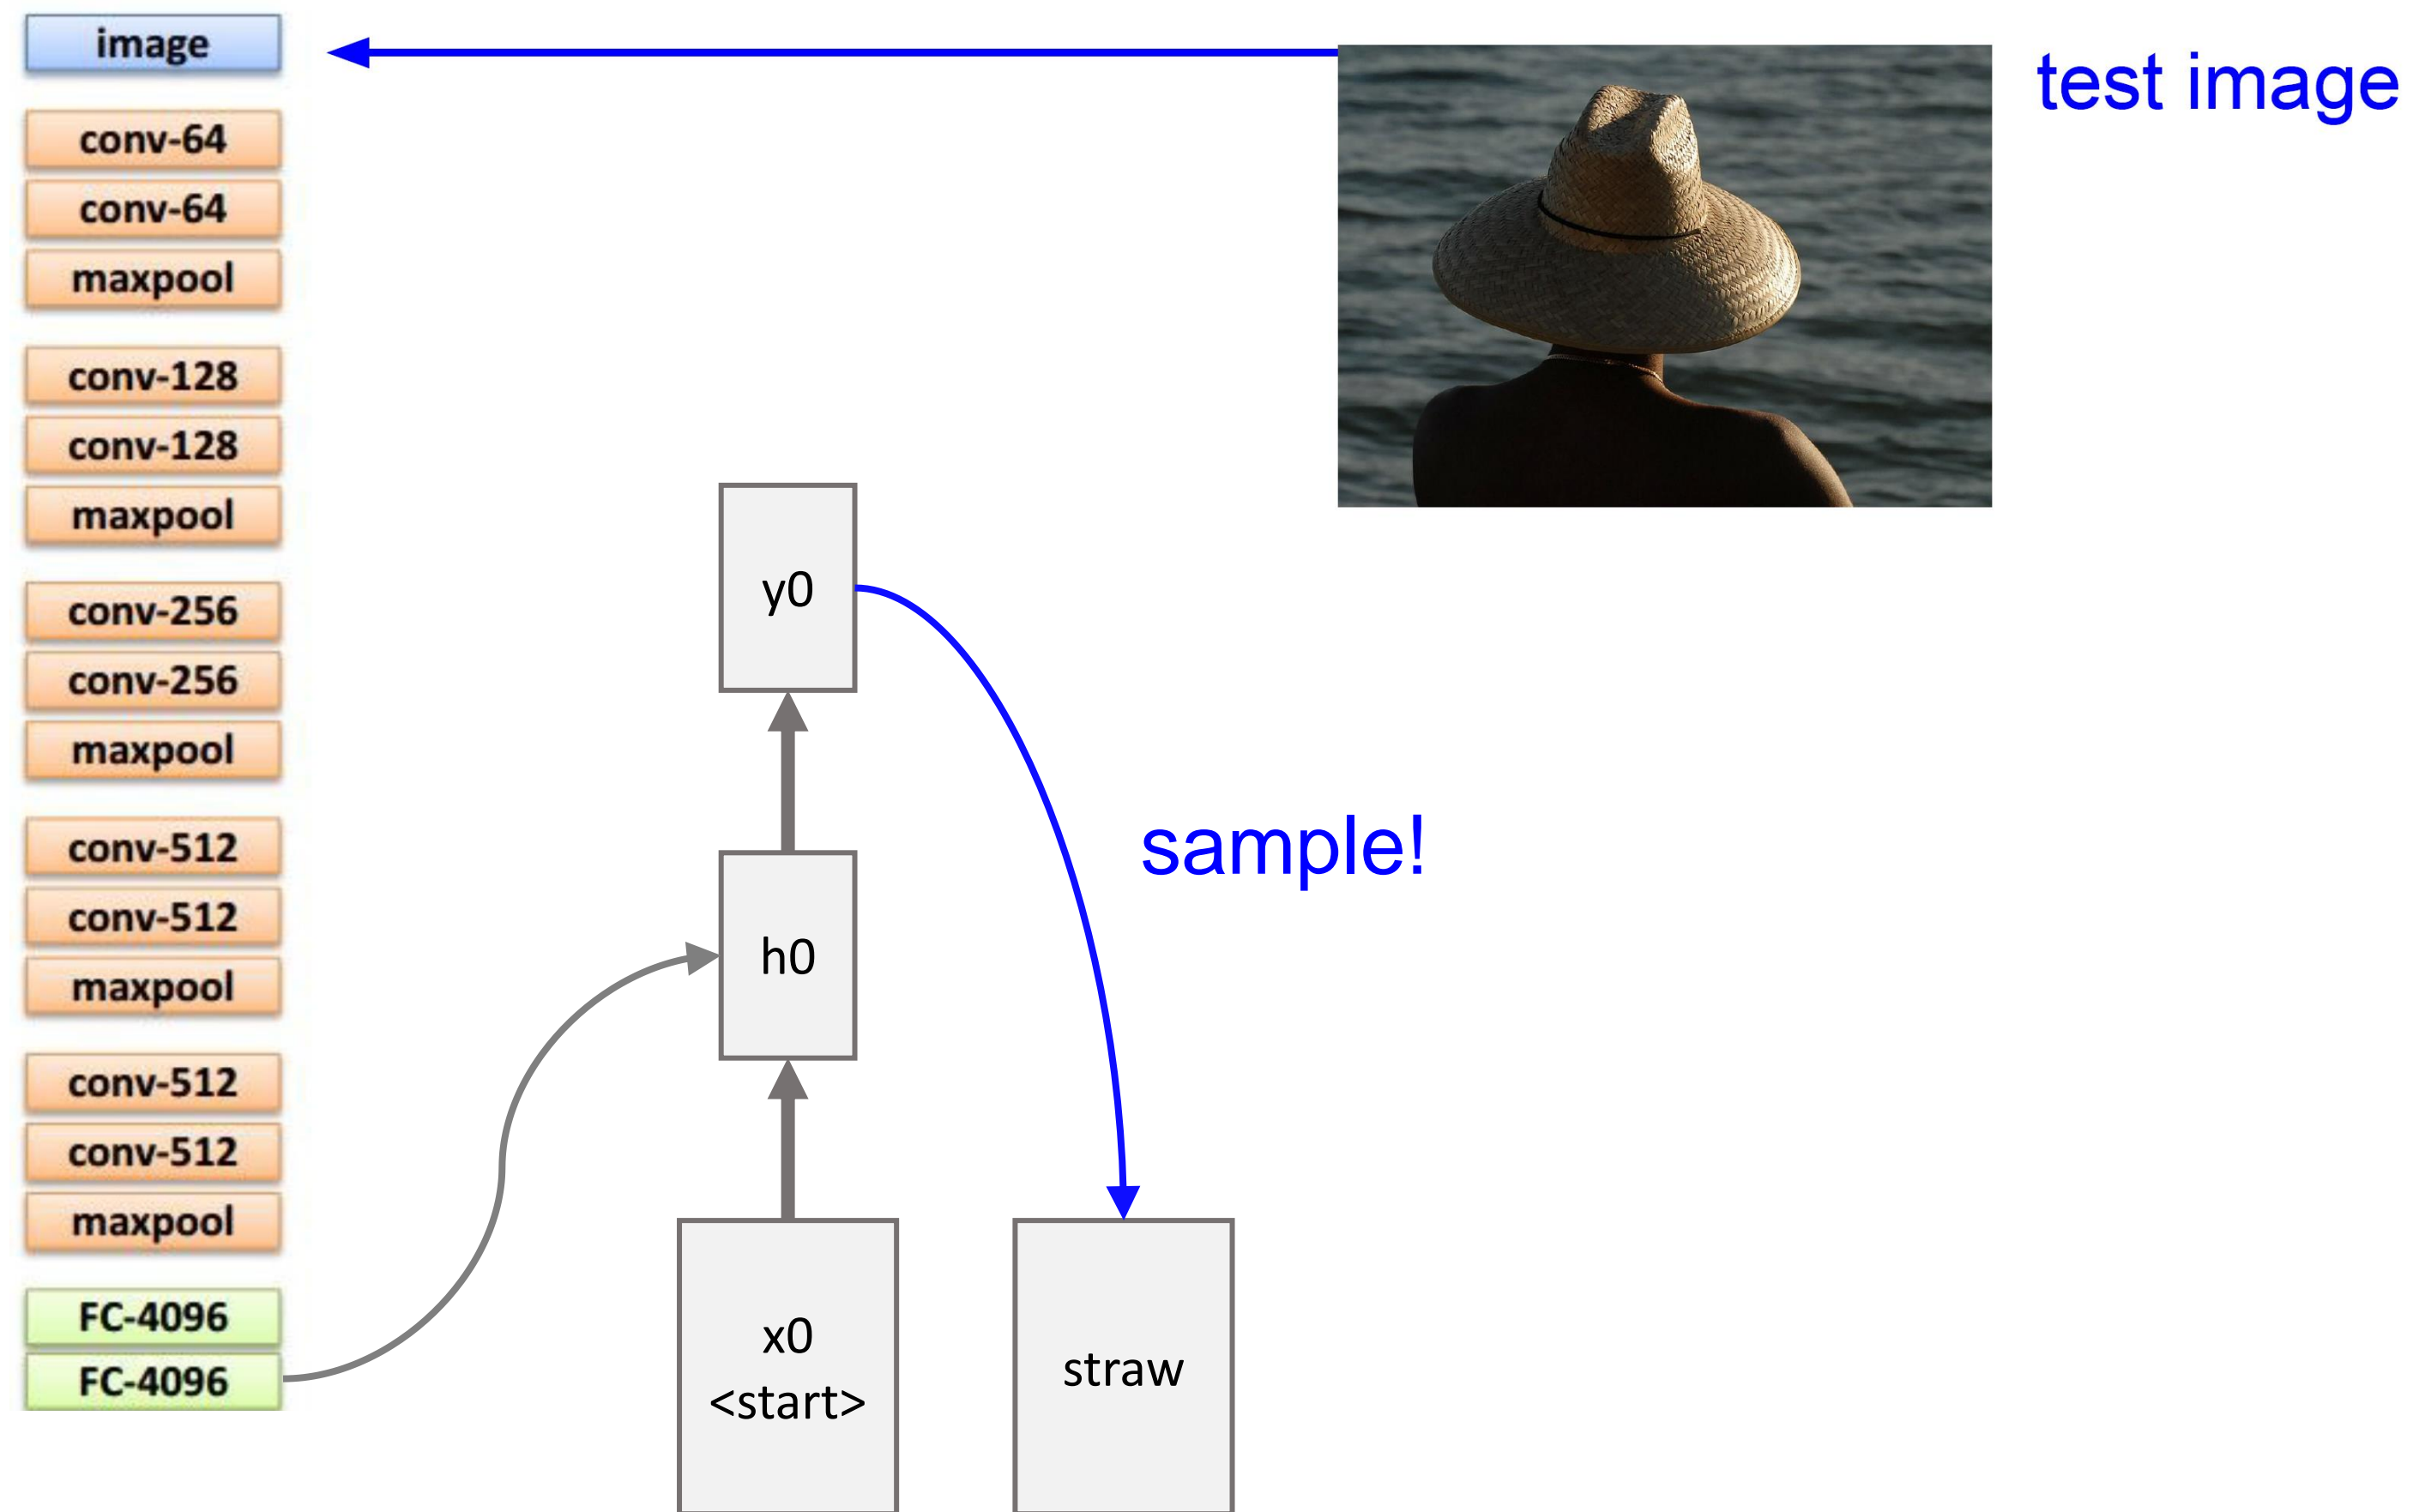 image
conv-64
conv-64
maxpool
conv-128
conv-128
maxpool
conv-256
conv-256
maxpool
conv-512
conv-512
maxpool
conv-512
conv-512
maxpool
FC-4096
FC-4096
test image
y0
sample!
h0
x0
<start>
straw